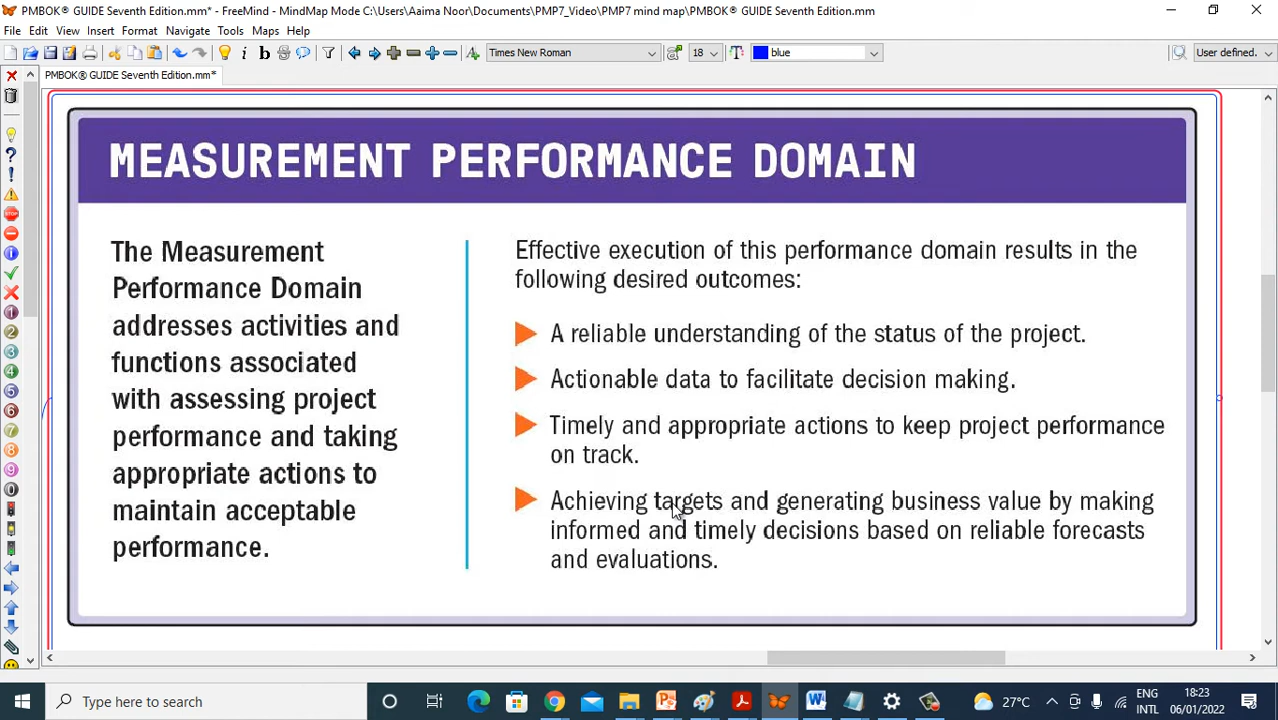 PMBOK® GUIDE Seventh Edition.mm* - FreeMind - MindMap Mode C:\Users\Aaima Noor\Documents\PMP7_Video\PMP7 mind map\PMBOK® GUIDE Seventh Edition.mm
File Edit View Insert Format Navigate Tools Maps Help
Times New Roman 18 blue User defined.
PMBOK® GUIDE Seventh Edition.mm*
MEASUREMENT PERFORMANCE DOMAIN
The Measurement
Performance Domain
addresses activities and
functions associated
with assessing project
performance and taking
appropriate actions to
maintain acceptable
performance.
Effective execution of this performance domain results in the
following desired outcomes:
A reliable understanding of the status of the project.
Actionable data to facilitate decision making.
Timely and appropriate actions to keep project performance
on track.
Achieving targets and generating business value by making
informed and timely decisions based on reliable forecasts
and evaluations.
Type here to search
27°C
ENG
INTL
18:23
06/01/2022